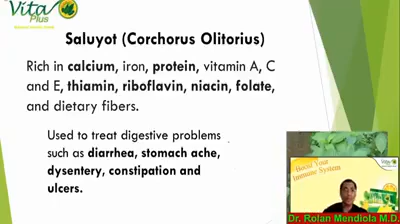 Vita
Plus
Saluyot (Corchorus Olitorius)
Rich in calcium, iron, protein, vitamin A, C
and E, thiamin, riboflavin, niacin, folate,
and dietary fibers.
Used to treat digestive problems
such as diarrhea, stomach ache,
dysentery, constipation and
ulcers.
Boost Your
Immune System
Dr. Rolan Mendiola M.D.